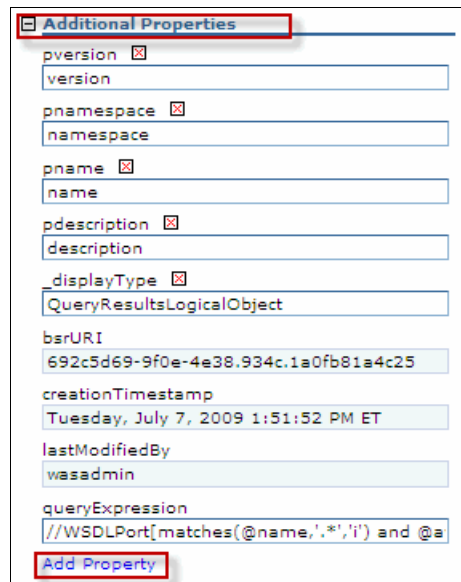 Additional Properties
pversion
version
pnamespace
namespace
pname
name
pdescription
description
_displayType
QueryResultsLogicalObject
bsrURI
692c5d69-9f0e-4e38.934c.1a0fb81a4c25
creationTimestamp
Tuesday, July 7, 2009 1:51:52 PM ET
lastModifiedBy
wasadmin
queryExpression
//WSDLPort[matches(@name,'.*','i') and @a
Add Property